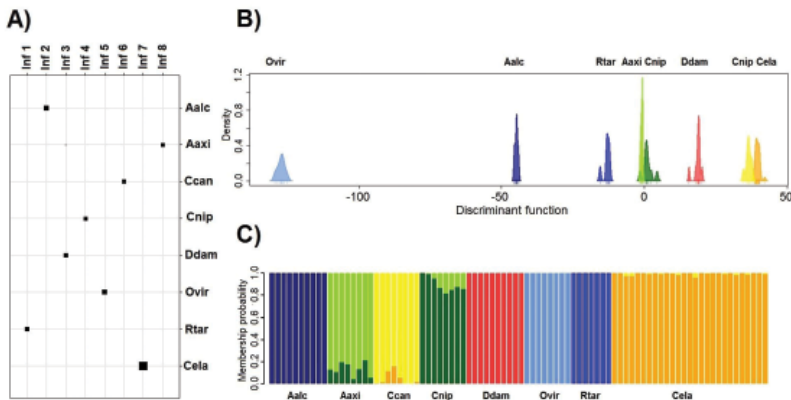 A)
Inf 1
Inf 2
Inf 3
Inf 4
Inf 5
Inf 6
Inf 7
Inf 8
Aalc
Aaxi
Ccan
Cnip
Ddam
Ovir
Rtar
Cela
B)
Ovir Aalc Rtar Aaxi Cnip Ddam Cnip Cela
Density
1.2
0.8
0.4
0.0
-100 -50 0 50
Discriminant function
C)
Membership probability
1.0
0.8
0.6
0.4
0.2
0.0
Aalc Aaxi Ccan Cnip Ddam Ovir Rtar Cela